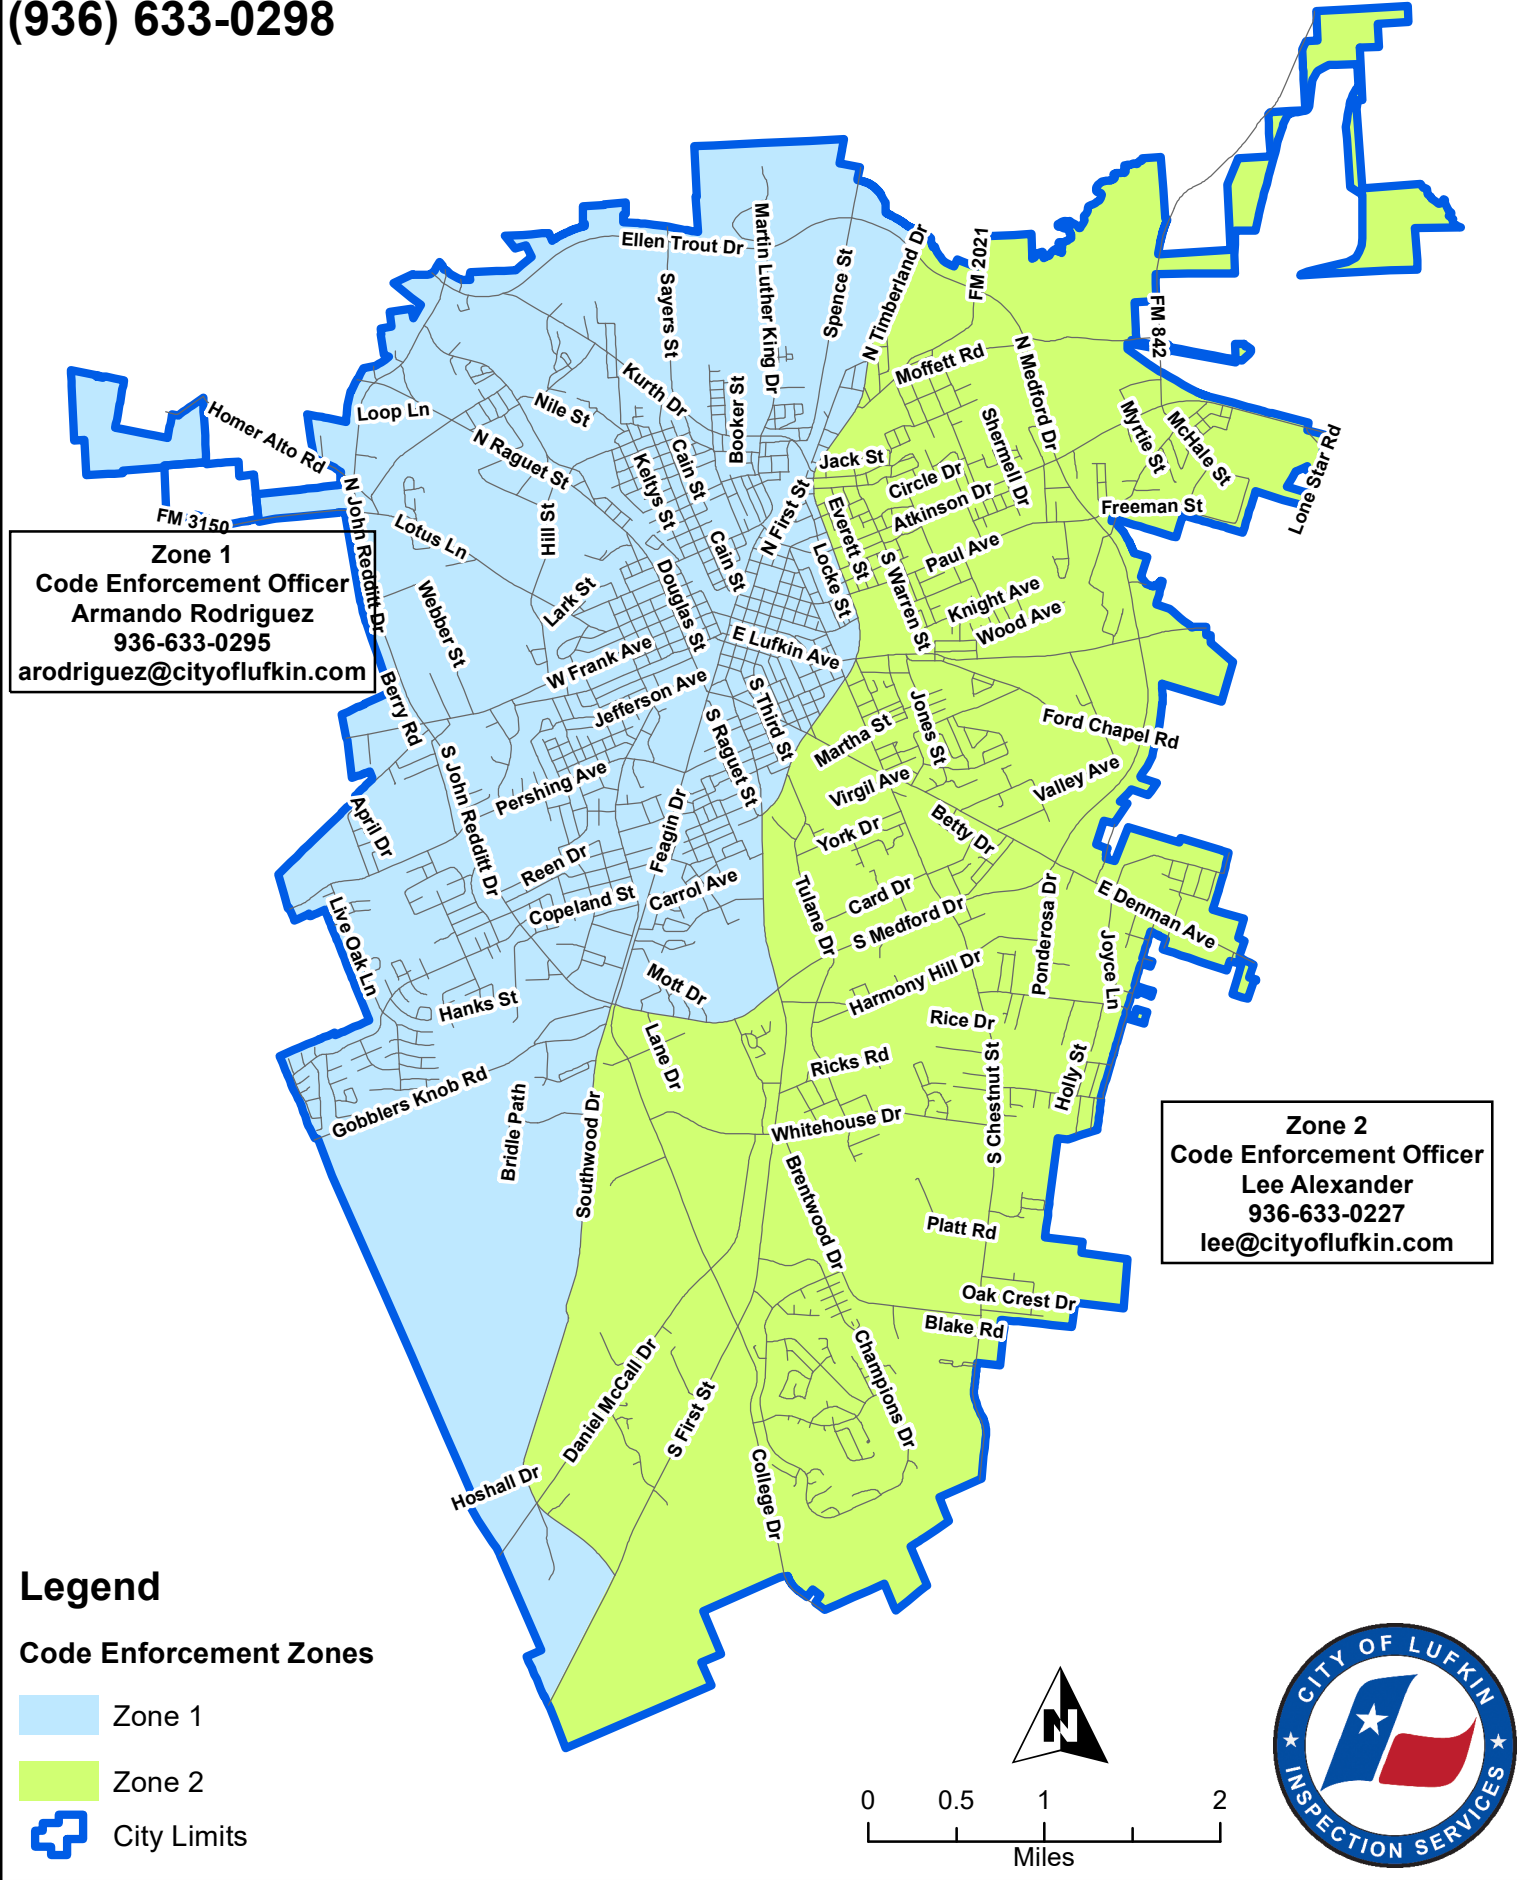 (936) 633-0298
Ellen Trout Dr
Martin Luther King Dr
Spence St
N Timberland Dr
FM 2021
Sayers St
FM 842
Moffett Rd
N Medford Dr
Kurth Dr
Booker St
Nile St
Loop Ln
Homer Alto Rd
N Raguet St
Cain St
Keltys St
Jack St
Circle Dr
Shermell Dr
Atkinson Dr
Myrtie St
McHale St
Lone Star Rd
Freeman St
FM 3150
N John Redditt Dr
Lotus Ln
Hill St
N First St
Everett St
Locke St
Cain St
Paul Ave
S Warren St
Knight Ave
Wood Ave
Zone 1
Code Enforcement Officer
Armando Rodriguez
936-633-0295
arodriguez@cityoflufkin.com
Webber St
Lark St
Douglas St
E Lufkin Ave
W Frank Ave
Jefferson Ave
Berry Rd
S Third St
S Raguet St
Martha St
Jones St
Ford Chapel Rd
S John Redditt Dr
Pershing Ave
Virgil Ave
Valley Ave
April Dr
Feagin Dr
York Dr
Betty Dr
Reen Dr
Copeland St
Carrol Ave
Tulane Dr
Card Dr
S Medford Dr
Ponderosa Dr
E Denman Ave
Live Oak Ln
Joyce Ln
Mott Dr
Harmony Hill Dr
Hanks St
Rice Dr
Lane Dr
Ricks Rd
S Chestnut St
Holly St
Gobblers Knob Rd
Bridle Path
Southwood Dr
Whitehouse Dr
Zone 2
Code Enforcement Officer
Lee Alexander
936-633-0227
lee@cityoflufkin.com
Brentwood Dr
Platt Rd
Oak Crest Dr
Blake Rd
Daniel McCall Dr
S First St
Champions Dr
Hoshall Dr
College Dr
Legend
Code Enforcement Zones
Zone 1
Zone 2
City Limits
N
0 0.5 1 2
Miles
CITY OF LUFKIN
INSPECTION SERVICES